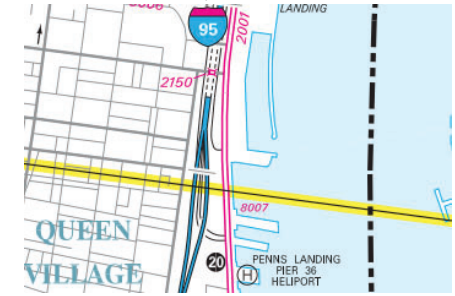 LANDING
95
2001
2150
8007
QUEEN
VILLAGE
20
PENNS LANDING
PIER 36
HELIPORT
H